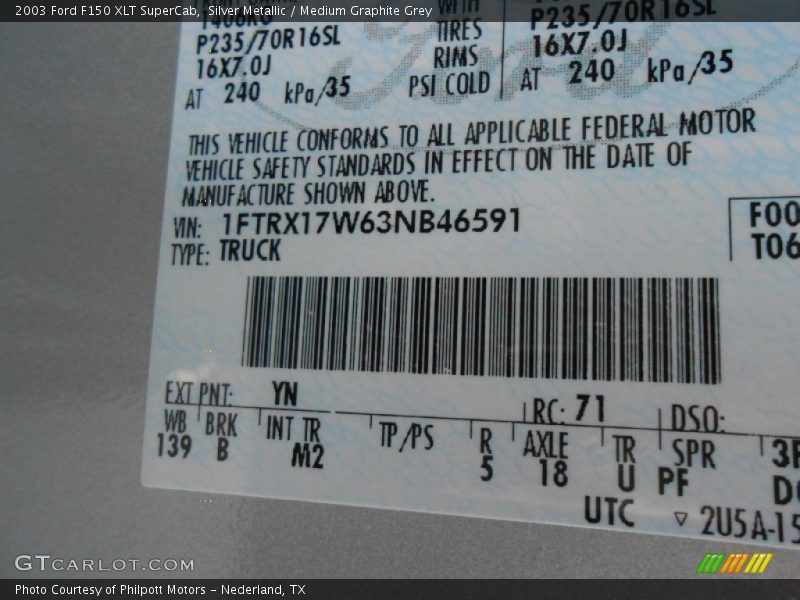 2003 Ford F150 XLT SuperCab, Silver Metallic / Medium Graphite Grey
WITH
P235/70R16SL TIRES P235/70R16SL
16X7.0J RIMS 16X7.0J
AT 240 kPa/35 PSI COLD AT 240 kPa/35
THIS VEHICLE CONFORMS TO ALL APPLICABLE FEDERAL MOTOR
VEHICLE SAFETY STANDARDS IN EFFECT ON THE DATE OF
MANUFACTURE SHOWN ABOVE.
VIN: 1FTRX17W63NB46591
TYPE: TRUCK
F00
T06
EXT PNT: YN RC: 71 DSO:
WB BRK INT TR TP/PS R AXLE TR SPR
139 B M2 5 18 U PF
UTC ▽ 2U5A-15
GTCARLOT.COM
Photo Courtesy of Philpott Motors - Nederland, TX